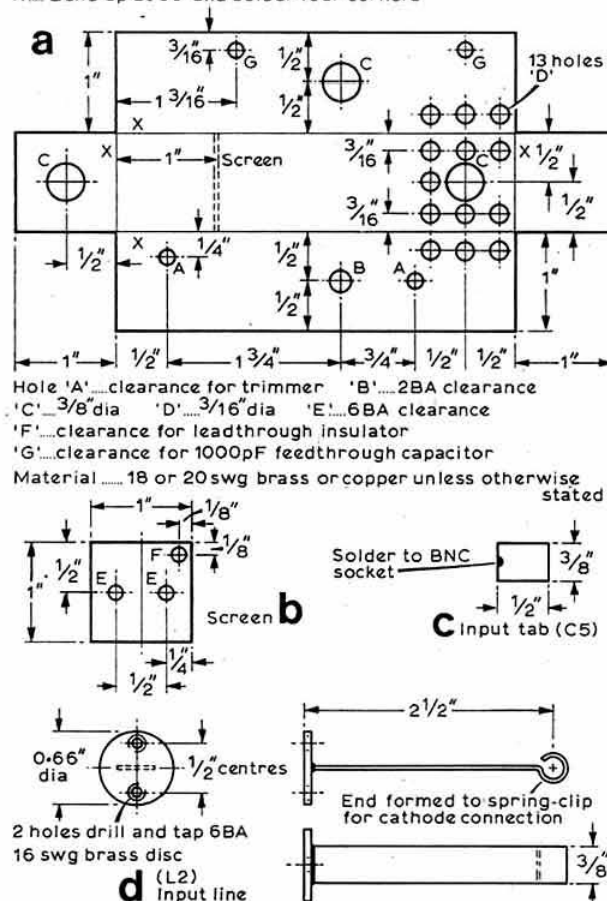 a
3/16"
1/2"
C
G
G
13 holes
'D'
1"
1 3/16"
1/2"
X
X
C
1"
Screen
3/16"
C
X
1/2"
3/16"
1/2"
X
1/4"
1/2"
A
1/2"
B
A
1"
1/2"
1"
1/2"
1 3/4"
3/4"
1/2"
1/2"
1"
Hole 'A'....clearance for trimmer 'B'....2BA clearance
'C'....3/8"dia 'D'....3/16"dia 'E'....6BA clearance
'F'....clearance for leadthrough insulator
'G'....clearance for 1000pF feedthrough capacitor
Material ...... 18 or 20 swg brass or copper unless otherwise
stated
1"
1/8"
1/8"
F
1/2"
1"
E
E
Screen b
1/4"
1/2"
Solder to BNC
socket
3/8"
1/2"
c Input tab (C5)
0.66"
dia
1/2" centres
2 holes drill and tap 6BA
16 swg brass disc
d (L2)
Input line
2 1/2"
End formed to spring-clip
for cathode connection
3/8"